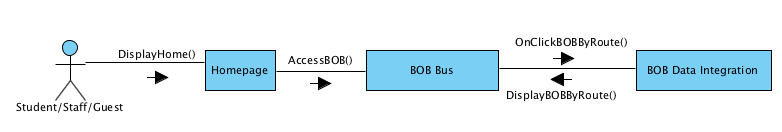 OnClickBOBByRoute()
DisplayHome()
AccessBOB()
Homepage
BOB Bus
BOB Data Integration
DisplayBOBByRoute()
Student/Staff/Guest